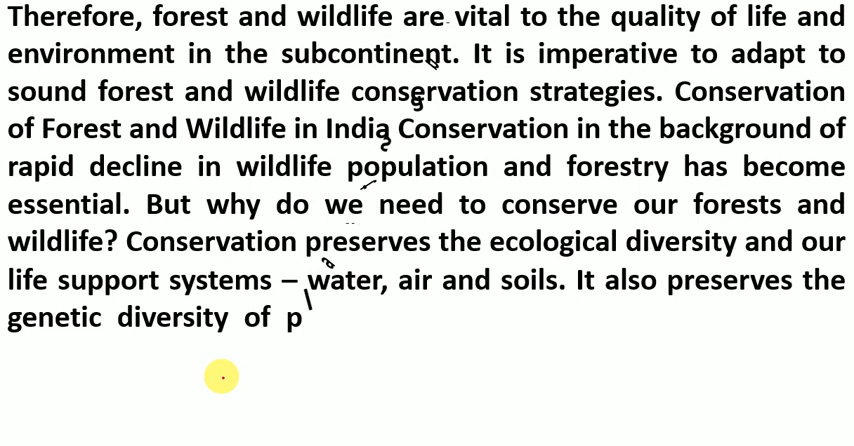 Therefore, forest and wildlife are vital to the quality of life and
environment in the subcontinent. It is imperative to adapt to
sound forest and wildlife conservation strategies. Conservation
of Forest and Wildlife in India Conservation in the background of
rapid decline in wildlife population and forestry has become
essential. But why do we need to conserve our forests and
wildlife? Conservation preserves the ecological diversity and our
life support systems – water, air and soils. It also preserves the
genetic diversity of p